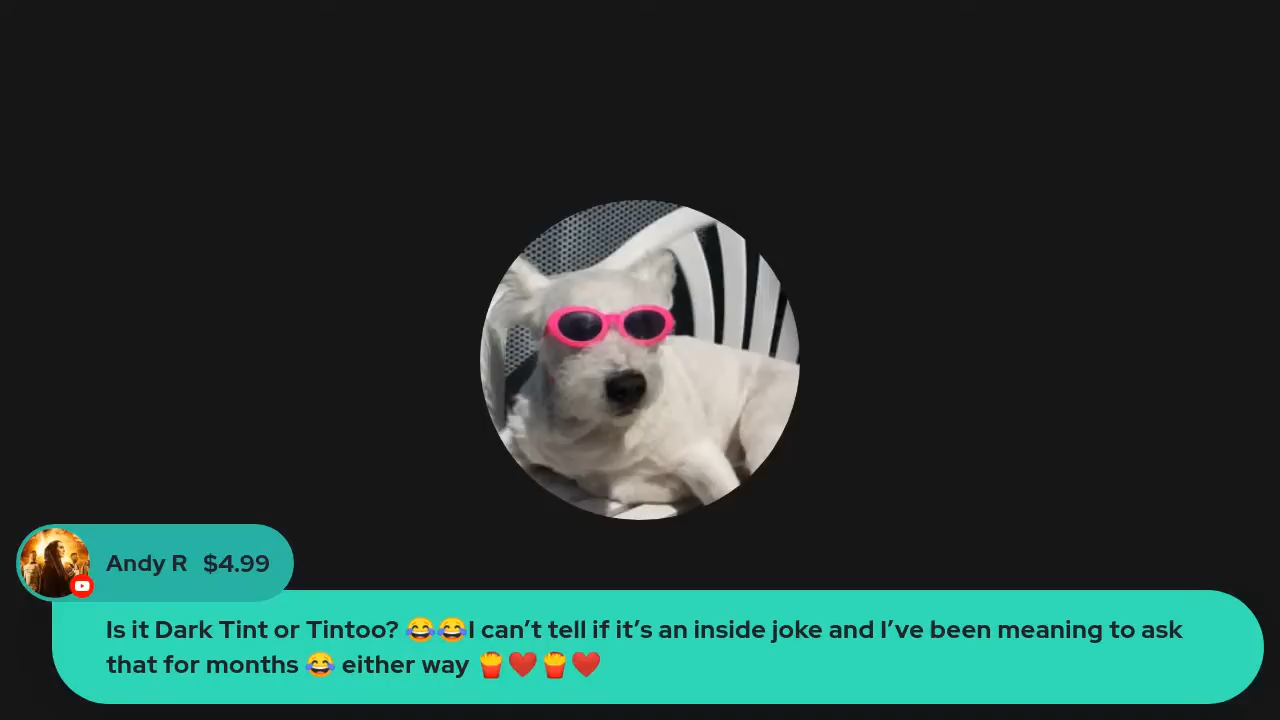 Andy R $4.99
Is it Dark Tint or Tintoo? 😂😂I can’t tell if it’s an inside joke and I’ve been meaning to ask
that for months 😂 either way 🍟❤️🍟❤️